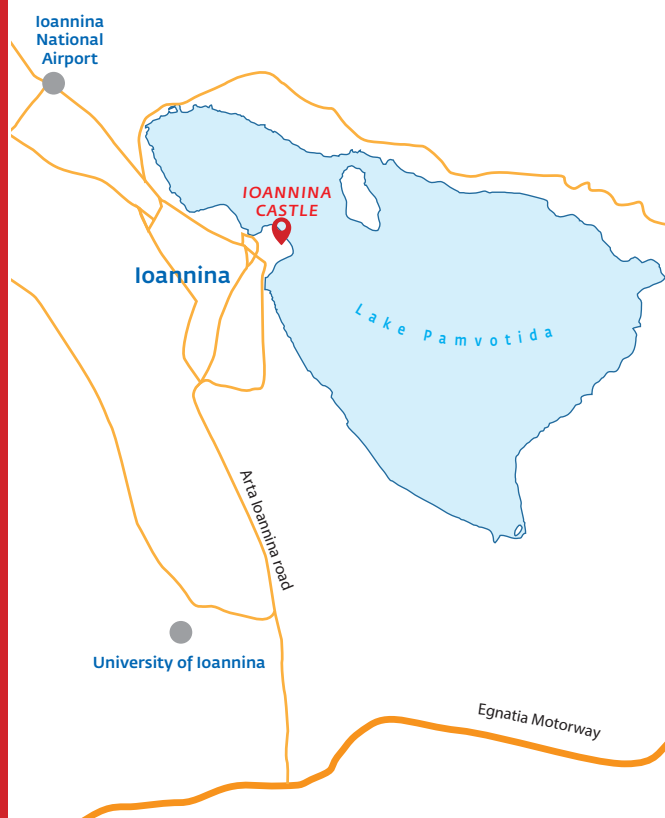 Ioannina
National
Airport
IOANNINA
CASTLE
Ioannina
Lake Pamvotida
Arta Ioannina road
University of Ioannina
Egnatia Motorway